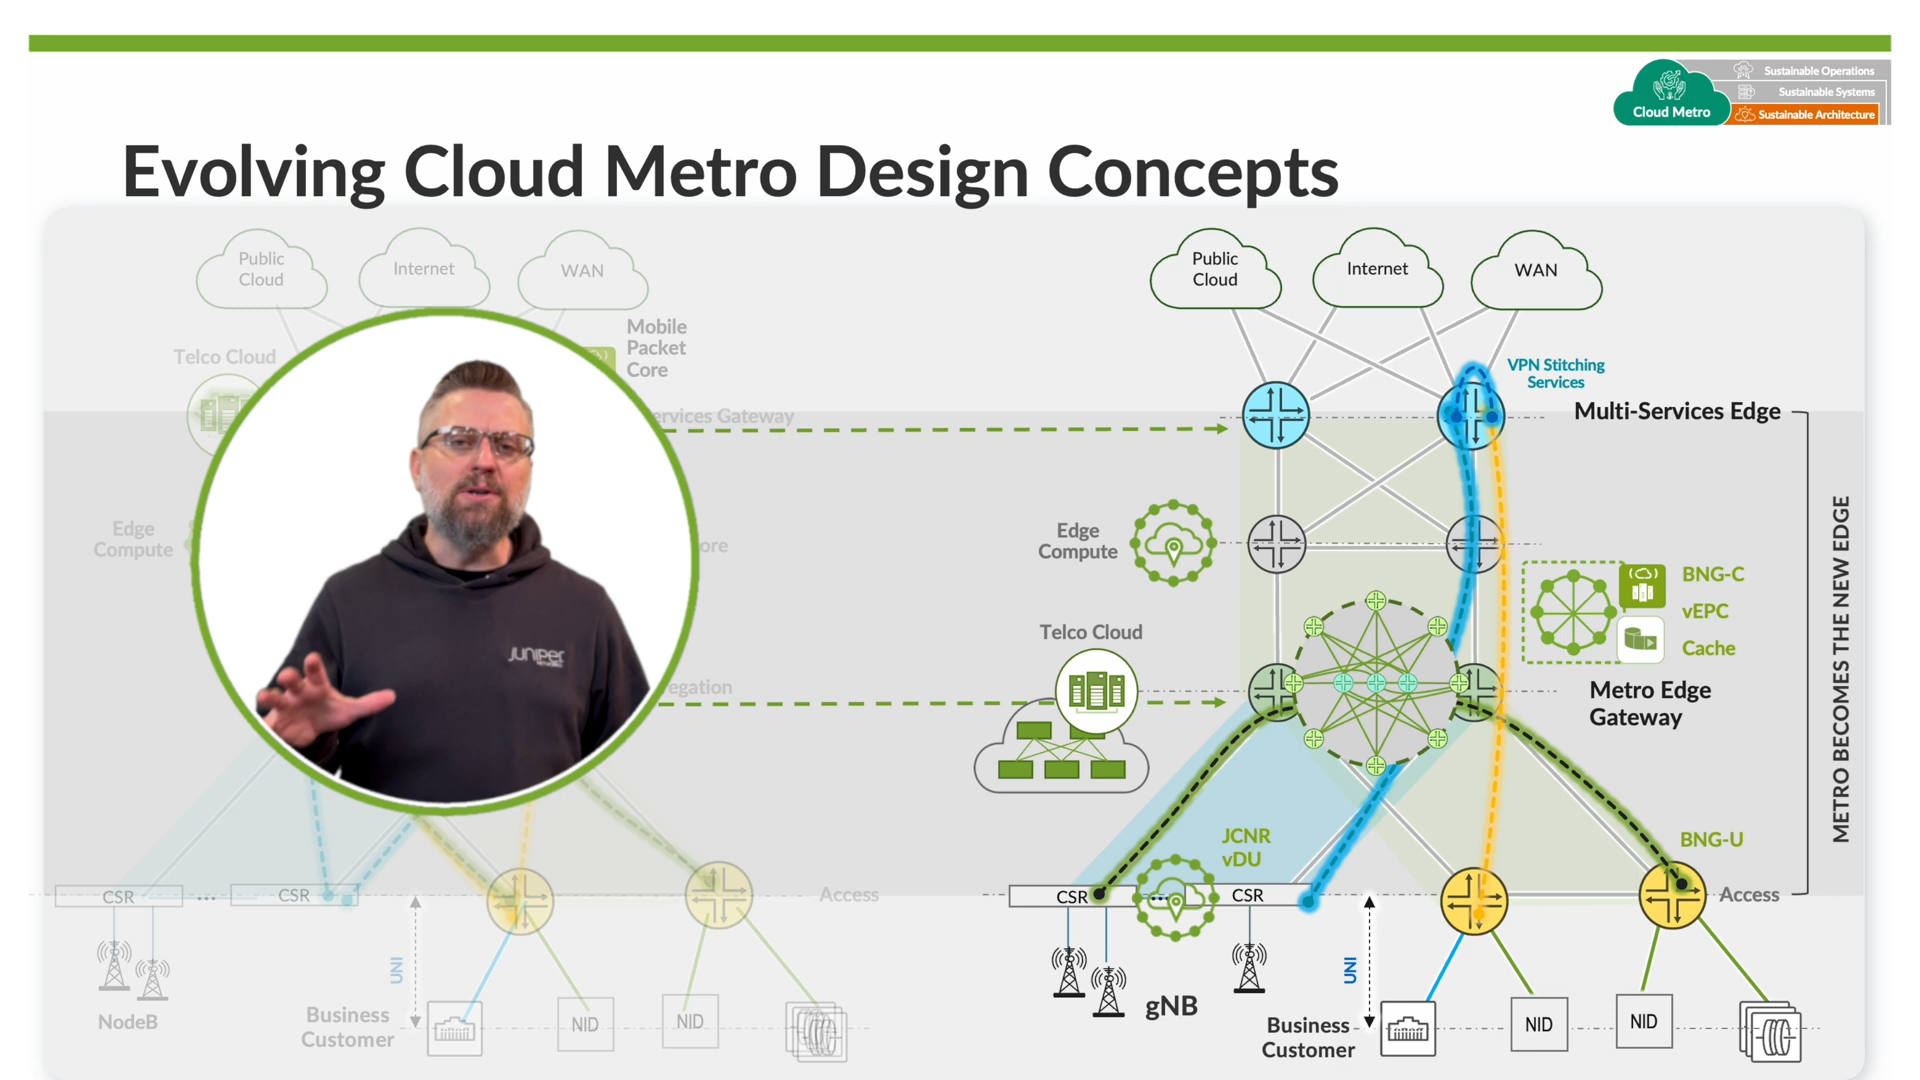 Sustainable Operations
Sustainable Systems
Sustainable Architecture
Cloud Metro
Evolving Cloud Metro Design Concepts
Public
Cloud
Internet
WAN
Mobile
Packet
Core
Telco Cloud
Services Gateway
Edge
Compute
CSR
...
CSR
Access
NodeB
UNI
Business
Customer
NID
NID
JUNIPER
NETWORKS
Public
Cloud
Internet
WAN
VPN Stitching
Services
Multi-Services Edge
Edge
Compute
BNG-C
vEPC
Cache
Telco Cloud
Metro Edge
Gateway
METRO BECOMES THE NEW EDGE
JCNR
vDU
BNG-U
CSR
...
CSR
Access
gNB
UNI
Business
Customer
NID
NID